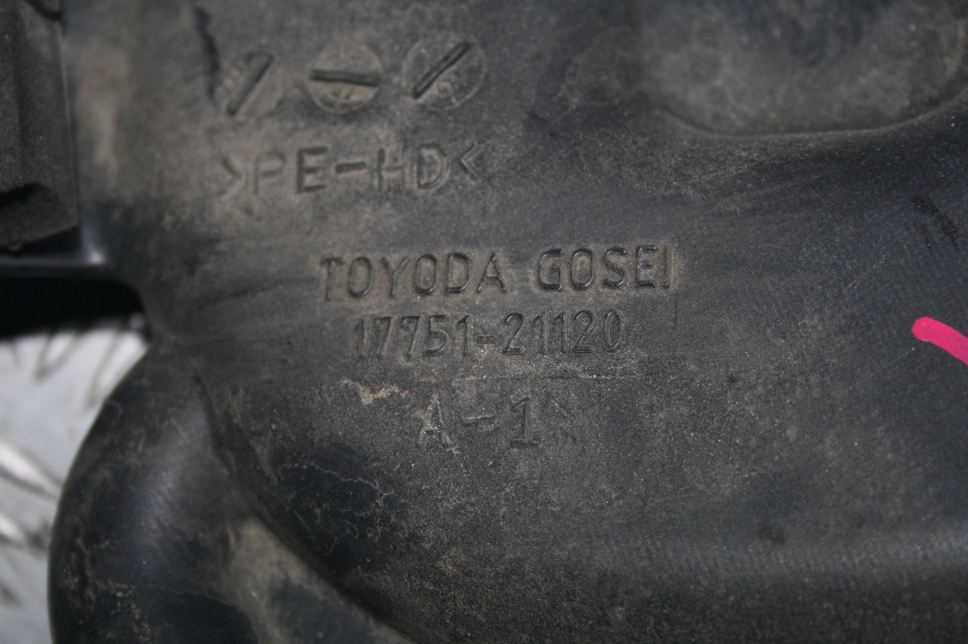 >PE-HD<
TOYODA GOSEI
17751-21120
A-1